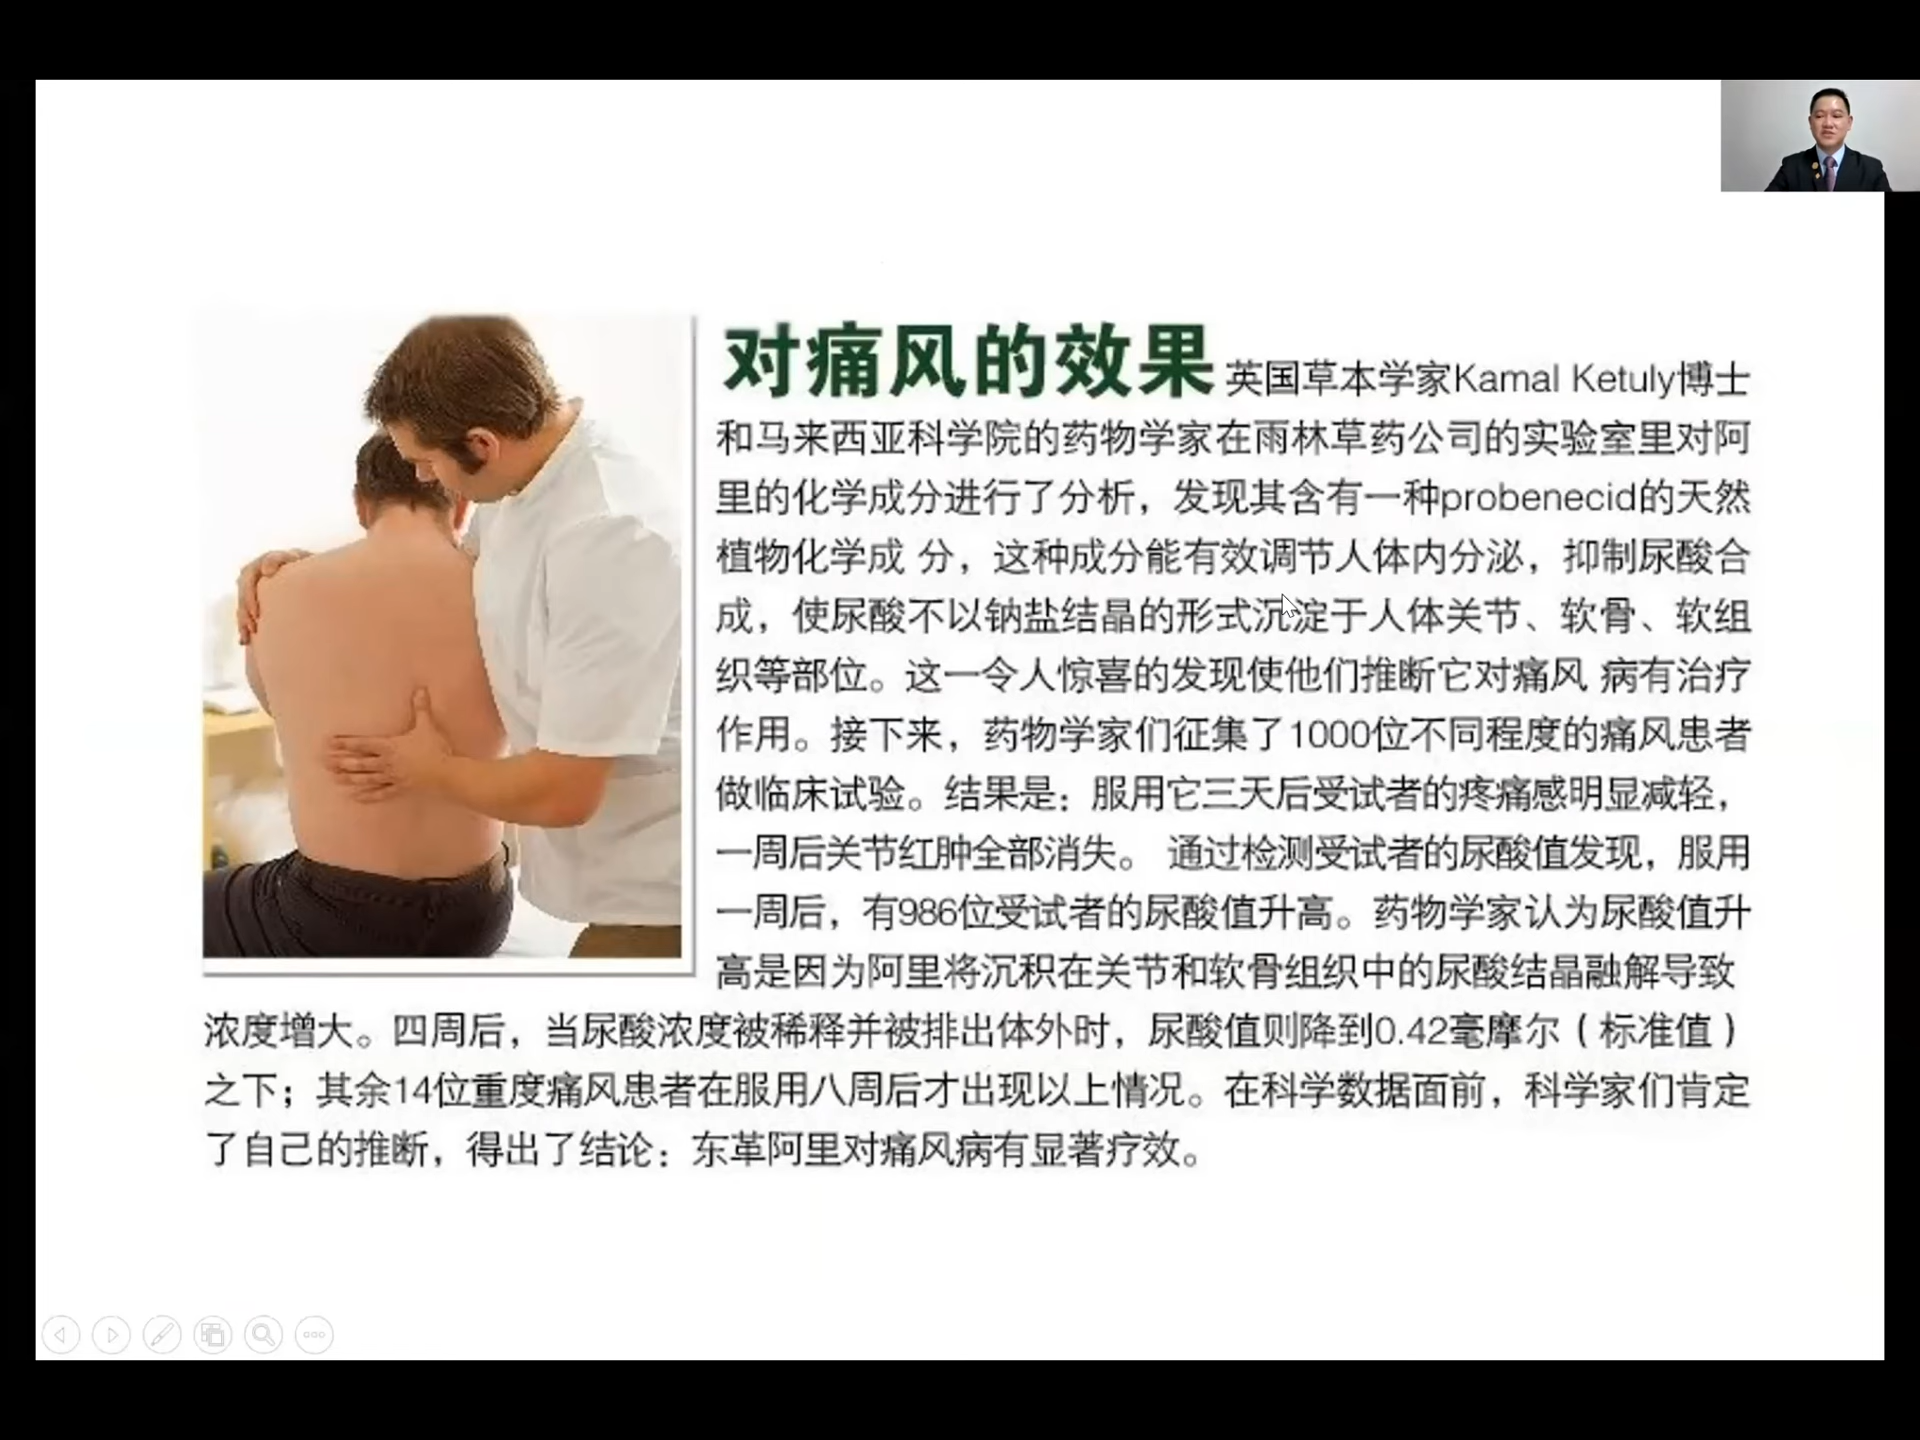 对痛风的效果 英国草本学家Kamal Ketuly博士
和马来西亚科学院的药物学家在雨林草药公司的实验室里对阿
里的化学成分进行了分析，发现其含有一种probenecid的天然
植物化学成 分，这种成分能有效调节人体内分泌，抑制尿酸合
成，使尿酸不以钠盐结晶的形式沉淀于人体关节、软骨、软组
织等部位。这一令人惊喜的发现使他们推断它对痛风 病有治疗
作用。接下来，药物学家们征集了1000位不同程度的痛风患者
做临床试验。结果是：服用它三天后受试者的疼痛感明显减轻，
一周后关节红肿全部消失。 通过检测受试者的尿酸值发现，服用
一周后，有986位受试者的尿酸值升高。药物学家认为尿酸值升
高是因为阿里将沉积在关节和软骨组织中的尿酸结晶融解导致
浓度增大。四周后，当尿酸浓度被稀释并被排出体外时，尿酸值则降到0.42毫摩尔（标准值）
之下；其余14位重度痛风患者在服用八周后才出现以上情况。在科学数据面前，科学家们肯定
了自己的推断，得出了结论：东革阿里对痛风病有显著疗效。